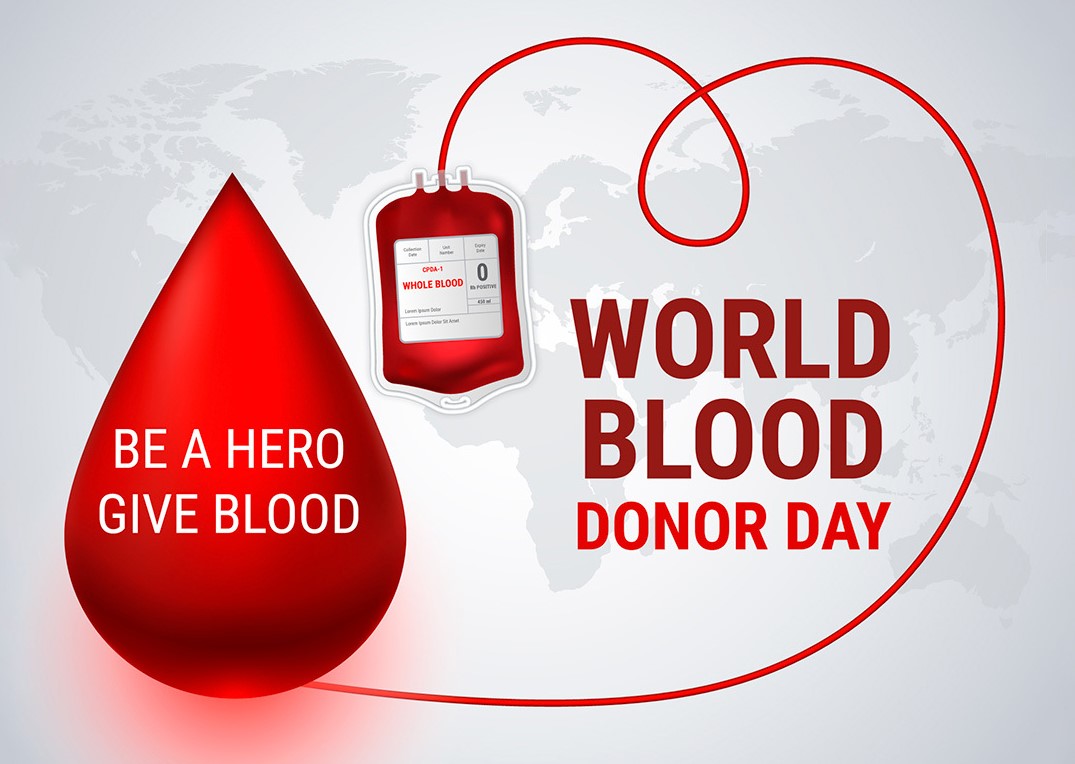 BE A HERO
GIVE BLOOD
Collection Date
Unit Number
Expiry Date
CPDA-1
WHOLE BLOOD
0
Rh POSITIVE
450 ml
Lorem Ipsum Dolor
Lorem Ipsum Dolor Sit Amet
WORLD
BLOOD
DONOR DAY